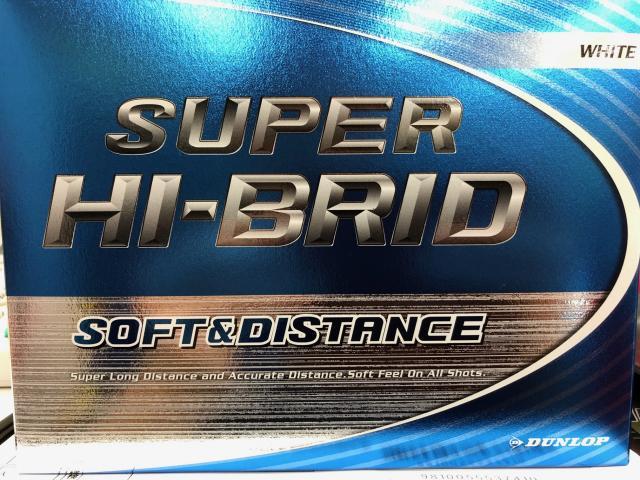 WHITE
SUPER
HI-BRID
SOFT&DISTANCE
Super Long Distance and Accurate Distance.Soft Feel On All Shots.
DUNLOP